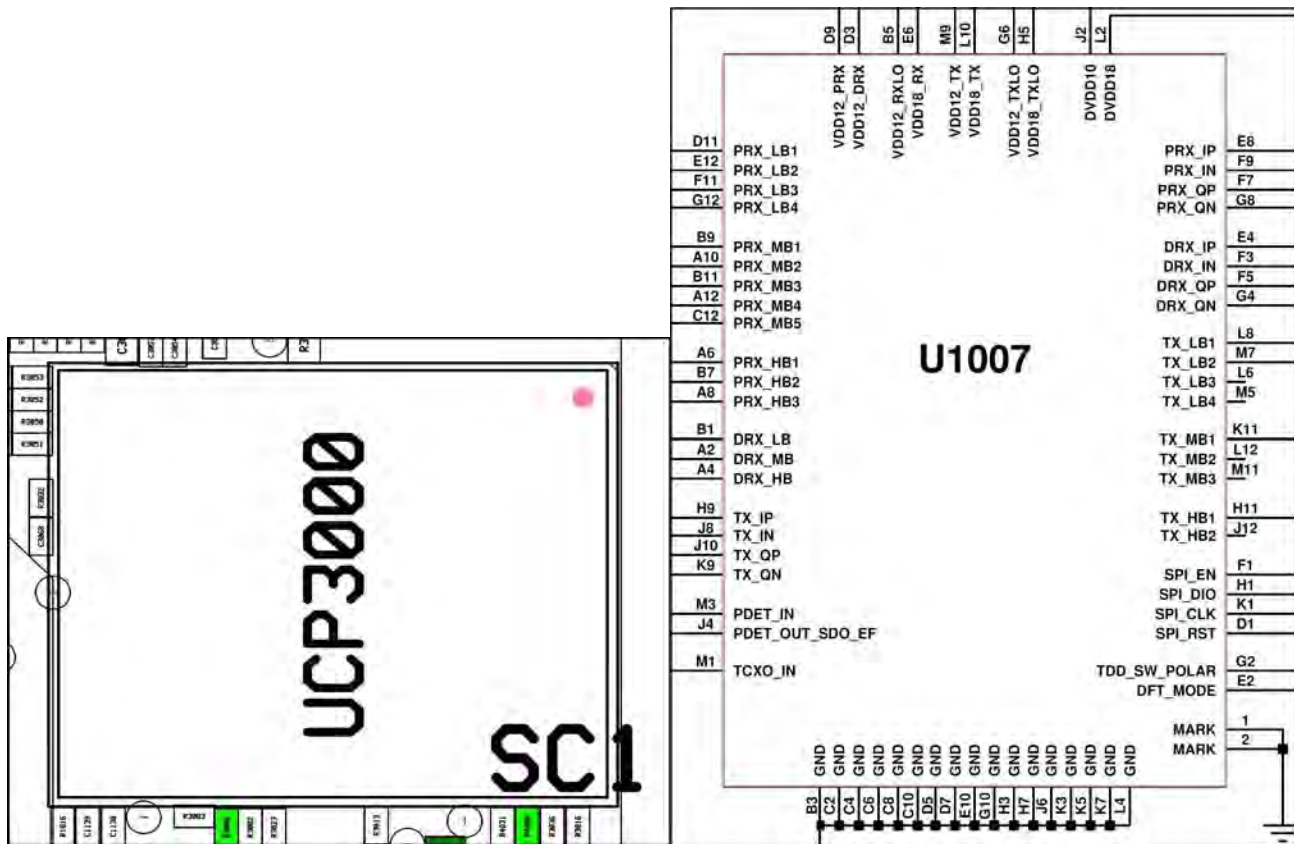 D9 D3 B5 E6 M9 L10 G6 H5 J2 L2
VDD12_PRX VDD12_DRX VDD12_RXLO VDD18_RX VDD12_TX VDD18_TX VDD12_TXLO VDD18_TXLO DVDD10 DVDD18
D11 PRX_LB1 PRX_IP E8
E12 PRX_LB2 PRX_IN F9
F11 PRX_LB3 PRX_QP F7
G12 PRX_LB4 PRX_QN G8
B9 PRX_MB1 DRX_IP E4
A10 PRX_MB2 DRX_IN F3
B11 PRX_MB3 DRX_QP F5
A12 PRX_MB4 DRX_QN G4
C12 PRX_MB5
U1007
TX_LB1 L8
A6 PRX_HB1 TX_LB2 M7
B7 PRX_HB2 TX_LB3 L6
A8 PRX_HB3 TX_LB4 M5
B1 DRX_LB TX_MB1 K11
A2 DRX_MB TX_MB2 L12
A4 DRX_HB TX_MB3 M11
H9 TX_IP TX_HB1 H11
J8 TX_IN TX_HB2 J12
J10 TX_QP
K9 TX_QN SPI_EN F1
SPI_DIO H1
M3 PDET_IN SPI_CLK K1
J4 PDET_OUT_SDO_EF SPI_RST D1
M1 TCXO_IN TDD_SW_POLAR G2
DFT_MODE E2
MARK 1
MARK 2
GND GND GND GND GND GND GND GND GND GND GND GND GND GND GND GND GND
B3 C2 C4 C6 C8 C10 D5 D7 E10 G10 H3 H7 J6 K3 K5 K7 L4
R3053
R3052
R3050
R3051
UCP3000
SC1